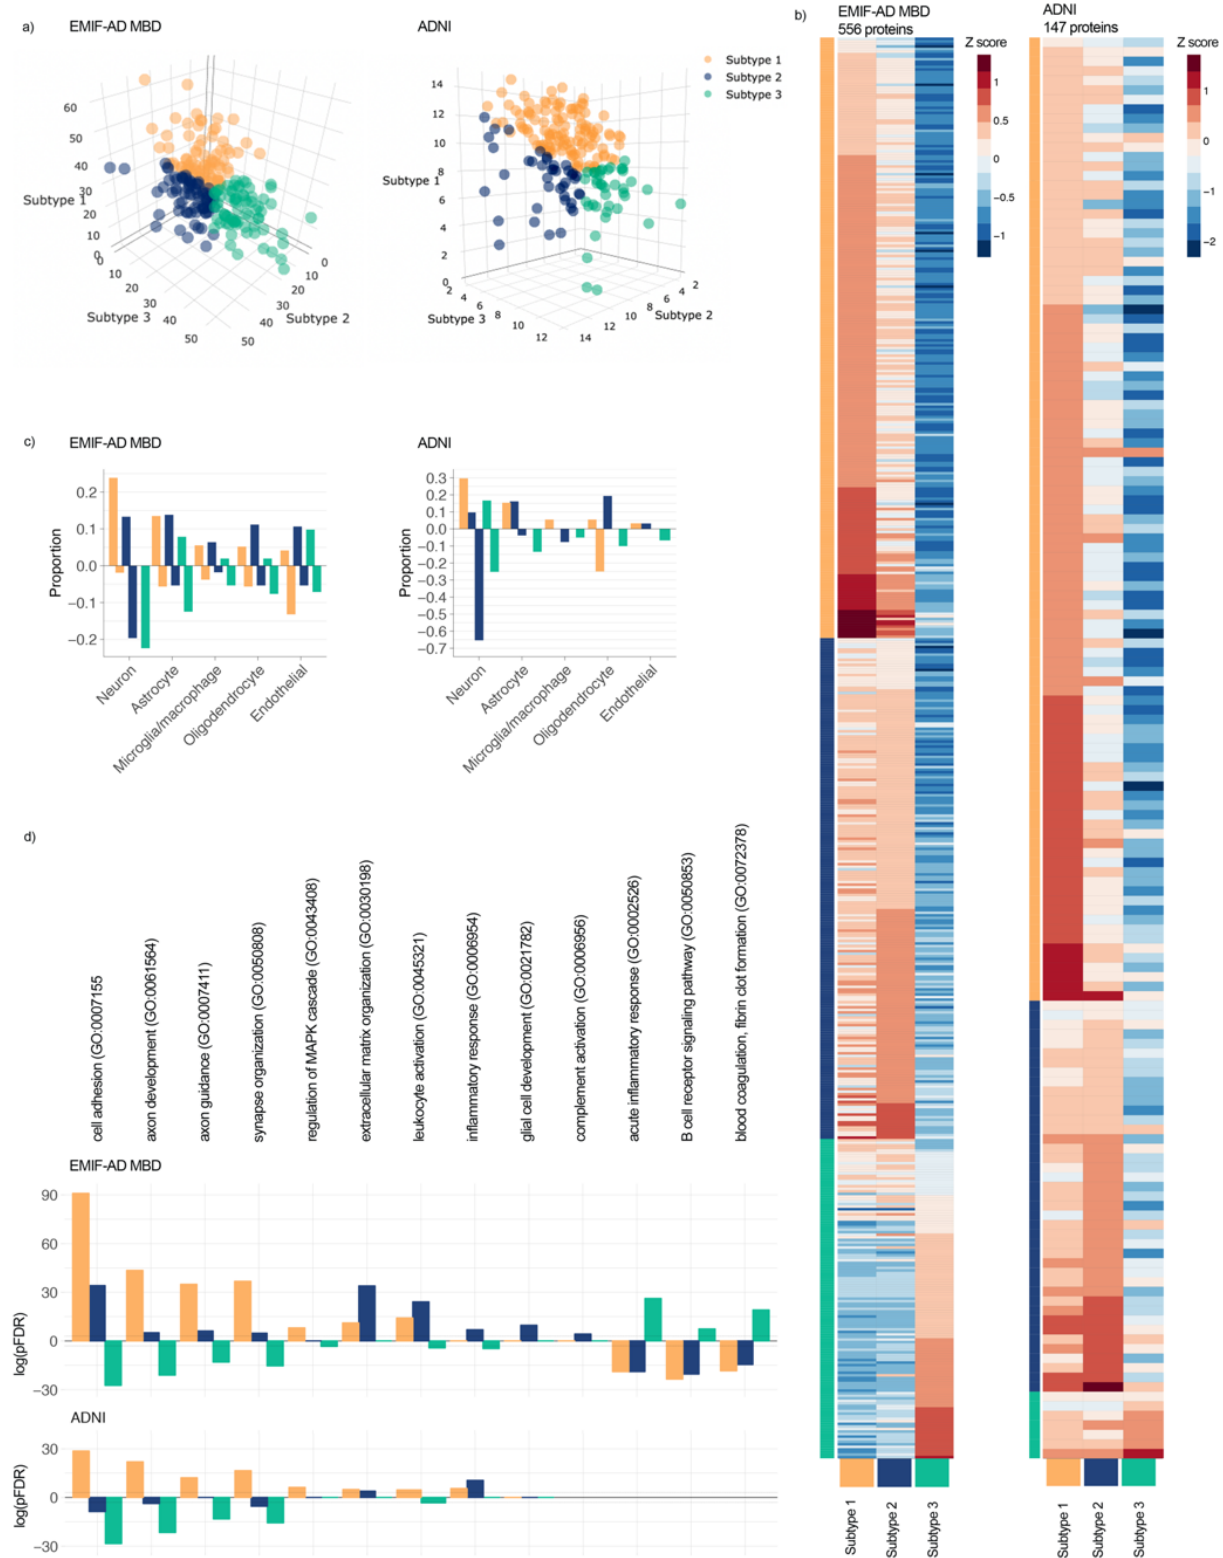 a)
EMIF-AD MBD
ADNI
Subtype 1
Subtype 2
Subtype 3
60
50
40
30
20
10
0
Subtype 1
0
10
20
30
40
50
Subtype 3
50
40
30
20
10
0
Subtype 2
14
12
10
8
6
4
2
0
Subtype 1
2
4
6
8
10
12
Subtype 3
14
12
10
8
6
4
2
Subtype 2
b)
EMIF-AD MBD
556 proteins
Z score
1
0.5
0
−0.5
−1
ADNI
147 proteins
Z score
1
0
−1
−2
Subtype 1
Subtype 2
Subtype 3
Subtype 1
Subtype 2
Subtype 3
c)
EMIF-AD MBD
Proportion
0.2
0.1
0.0
−0.1
−0.2
Neuron
Astrocyte
Microglia/macrophage
Oligodendrocyte
Endothelial
ADNI
Proportion
0.3
0.2
0.1
0.0
−0.1
−0.2
−0.3
−0.4
−0.5
−0.6
−0.7
Neuron
Astrocyte
Microglia/macrophage
Oligodendrocyte
Endothelial
d)
cell adhesion (GO:0007155
axon development (GO:0061564)
axon guidance (GO:0007411)
synapse organization (GO:0050808)
regulation of MAPK cascade (GO:0043408)
extracellular matrix organization (GO:0030198)
leukocyte activation (GO:0045321)
inflammatory response (GO:0006954)
glial cell development (GO:0021782)
complement activation (GO:0006956)
acute inflammatory response (GO:0002526)
B cell receptor signaling pathway (GO:0050853)
blood coagulation, fibrin clot formation (GO:0072378)
EMIF-AD MBD
log(pFDR)
90
60
30
0
−30
ADNI
log(pFDR)
30
0
−30